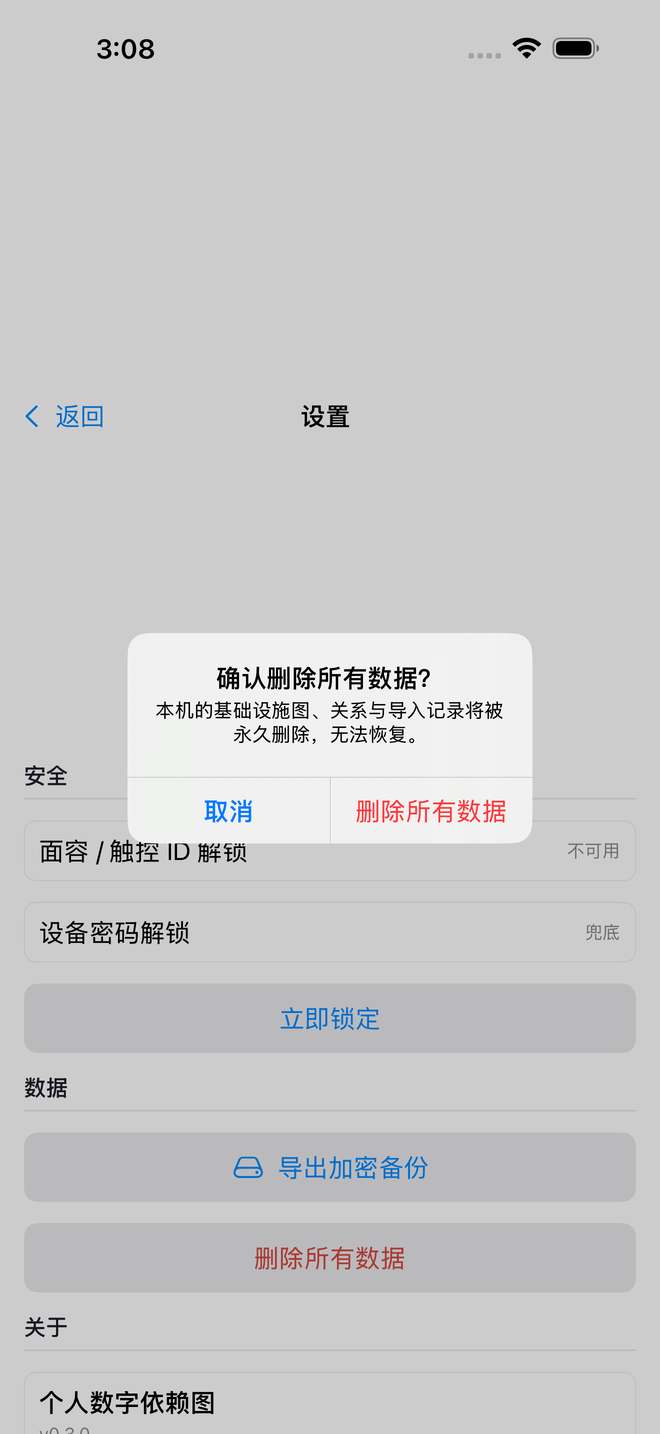 3:08
返回
设置
确认删除所有数据?
本机的基础设施图、关系与导入记录将被
永久删除，无法恢复。
取消
删除所有数据
安全
面容 / 触控 ID 解锁
不可用
设备密码解锁
兜底
立即锁定
数据
导出加密备份
删除所有数据
关于
个人数字依赖图
v0.3.0